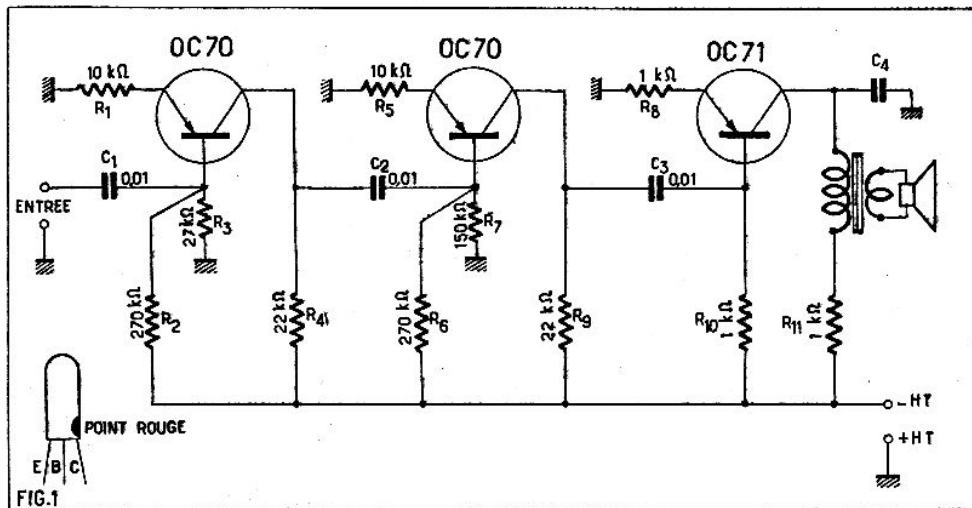 OC70
OC70
OC71
10 kΩ
R1
10 kΩ
R5
1 kΩ
R8
C4
C1
0,01
C2
0,01
C3
0,01
ENTREE
27 kΩ
R3
150 kΩ
R7
270 kΩ
R2
22 kΩ
R4
270 kΩ
R6
22 kΩ
R9
R10
1 kΩ
R11
1 kΩ
- HT
+ HT
POINT ROUGE
E B C
FIG.1